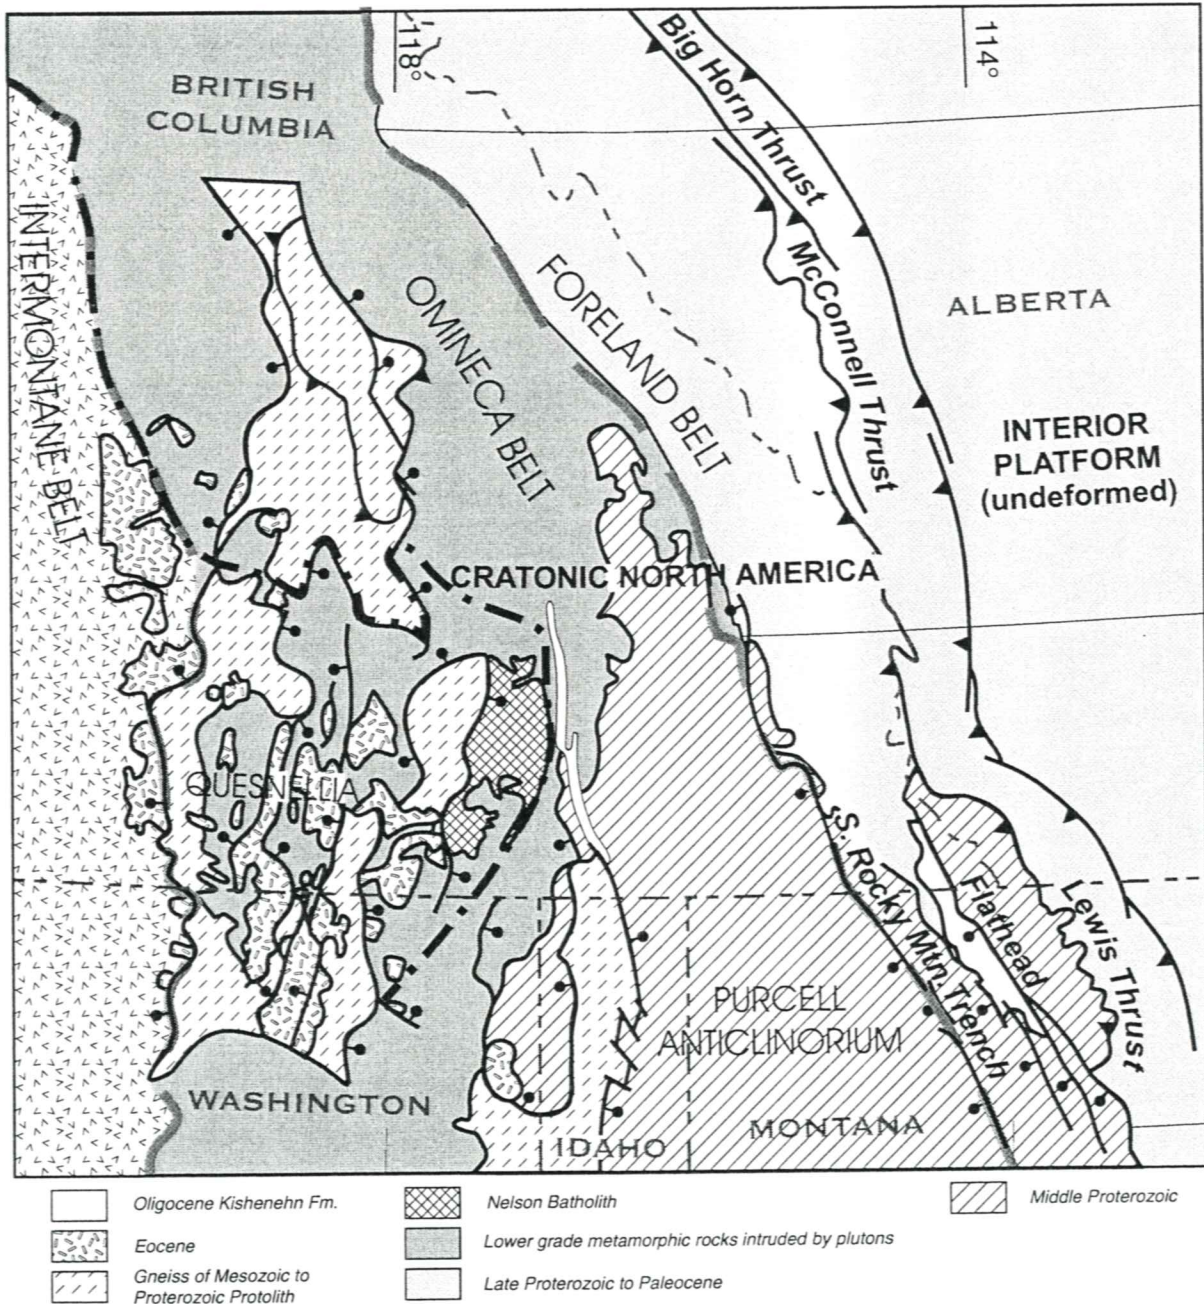 118°
114°
Big Horn Thrust
BRITISH
COLUMBIA
INTERMONTANE BELT
OMINECA BELT
FORELAND BELT
McConnell Thrust
ALBERTA
INTERIOR
PLATFORM
(undeformed)
CRATONIC NORTH AMERICA
QUESNELLIA
S. Rocky Mtn. Trench
Flathead
Lewis Thrust
PURCELL
ANTICLINORIUM
WASHINGTON
IDAHO
MONTANA
Oligocene Kishenehn Fm.
Eocene
Gneiss of Mesozoic to
Proterozoic Protolith
Nelson Batholith
Lower grade metamorphic rocks intruded by plutons
Late Proterozoic to Paleocene
Middle Proterozoic